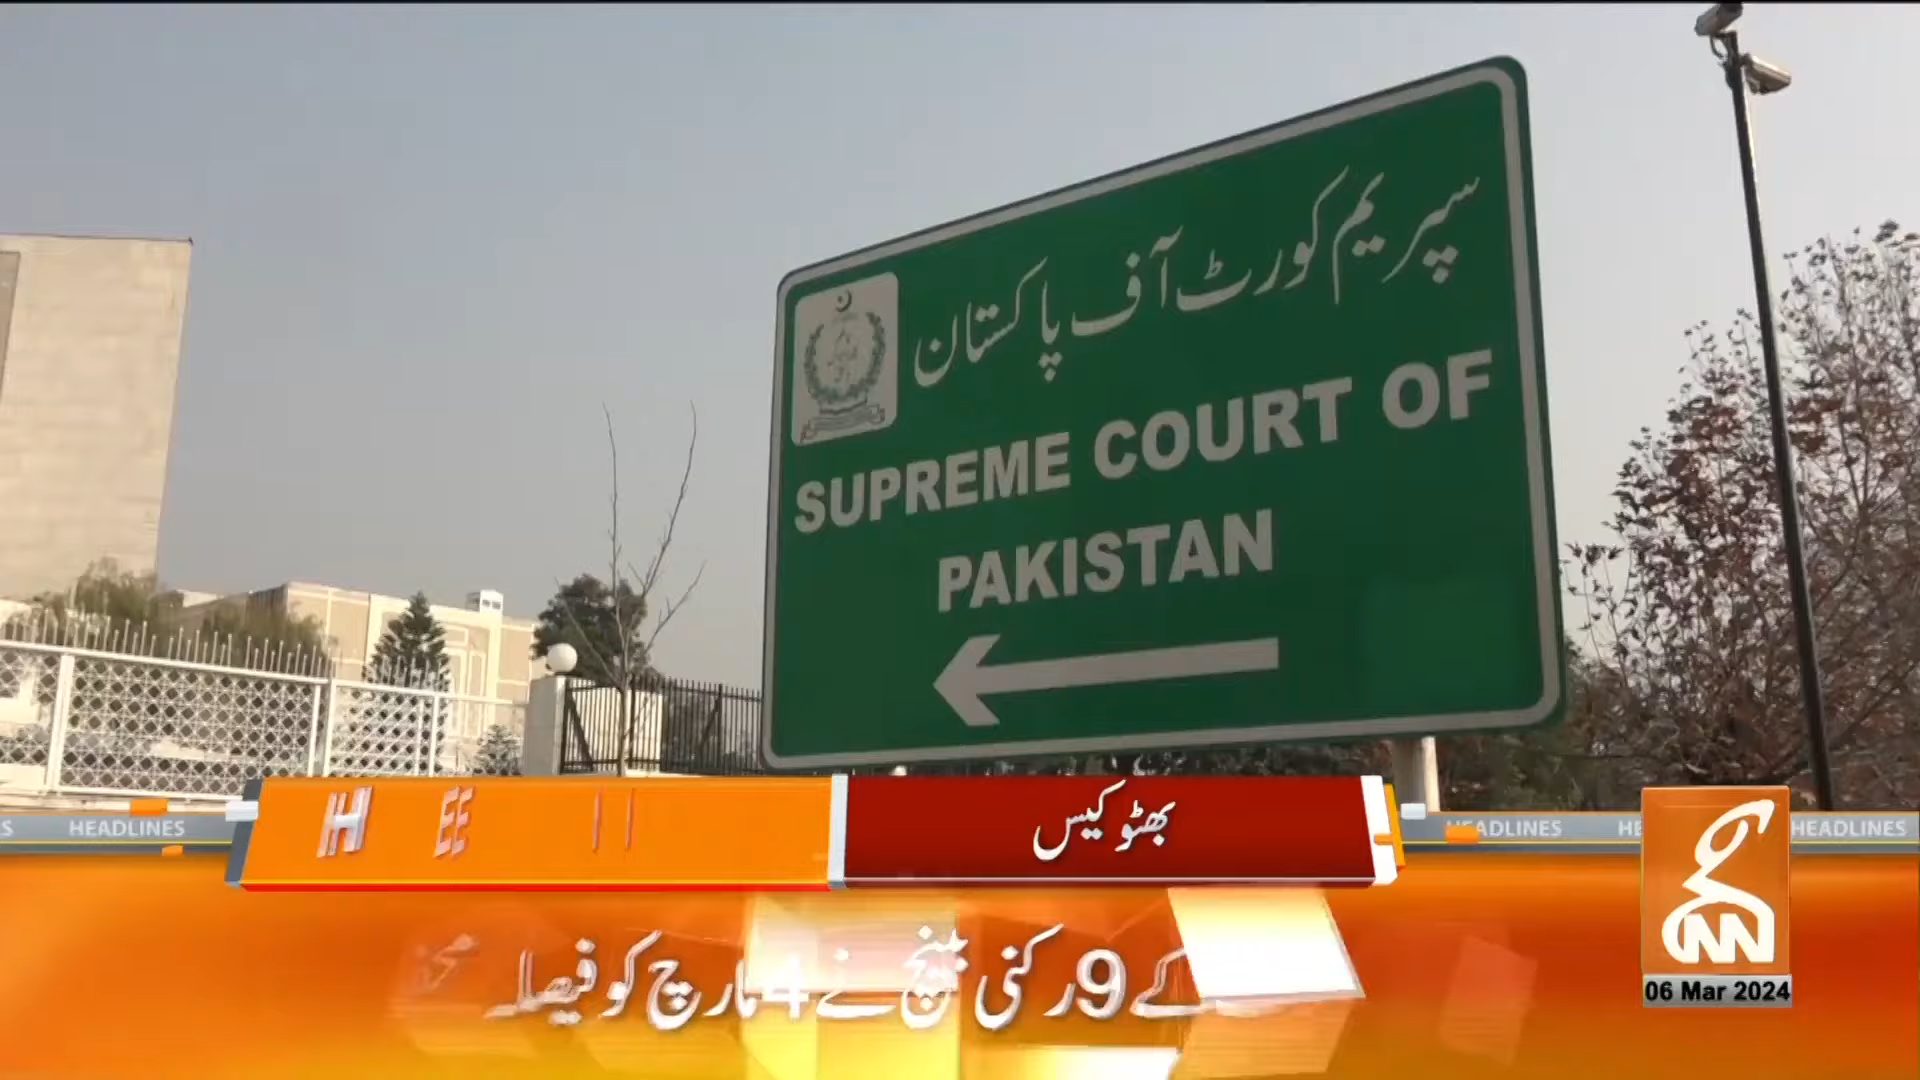 سپریم کورٹ آف پاکستان
SUPREME COURT OF
PAKISTAN
بھٹو کیس
HEADLINES
HEADLINES
HEADLINES
کے 9 رکنی بینچ نے 4 مارچ کو فیصلہ
GNN
06 Mar 2024